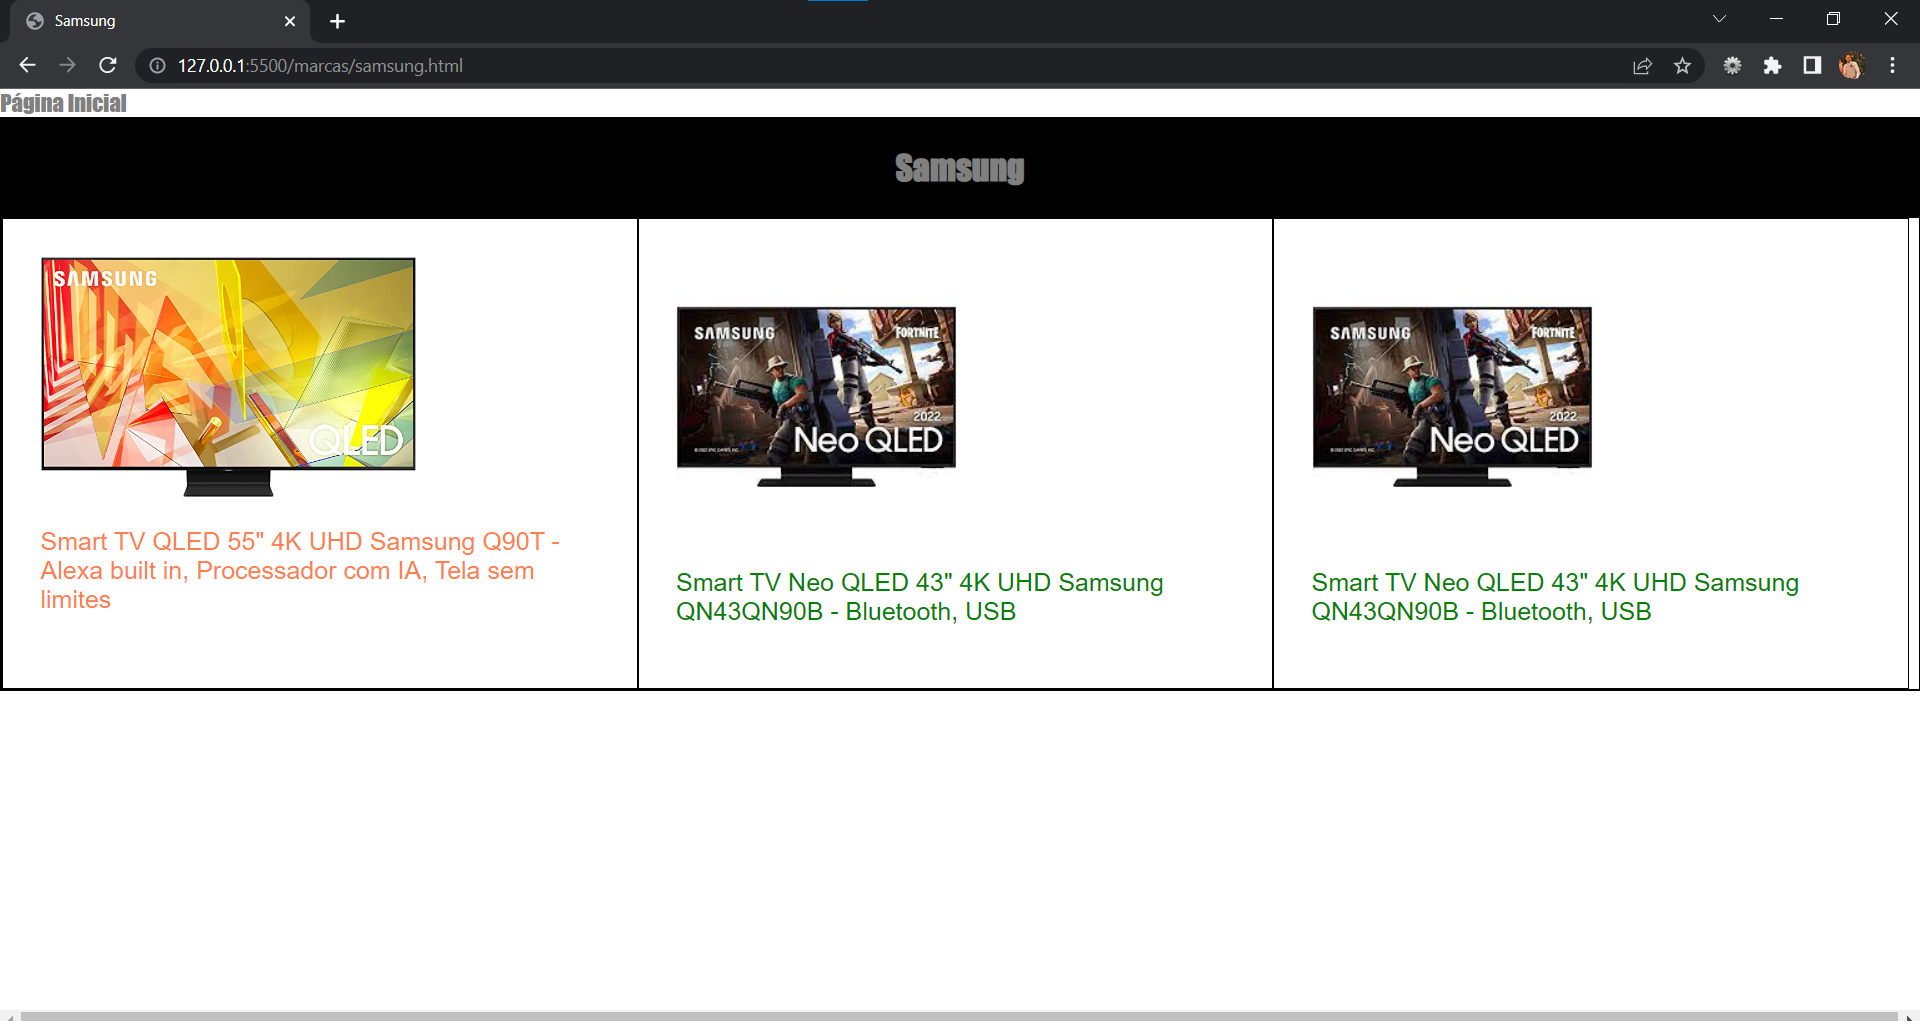 Samsung
127.0.0.1:5500/marcas/samsung.html
Página Inicial
Samsung
SAMSUNG
QLED
Smart TV QLED 55" 4K UHD Samsung Q90T -
Alexa built in, Processador com IA, Tela sem
limites
SAMSUNG FORTNITE
2022
Neo QLED
Smart TV Neo QLED 43" 4K UHD Samsung
QN43QN90B - Bluetooth, USB
SAMSUNG FORTNITE
2022
Neo QLED
Smart TV Neo QLED 43" 4K UHD Samsung
QN43QN90B - Bluetooth, USB